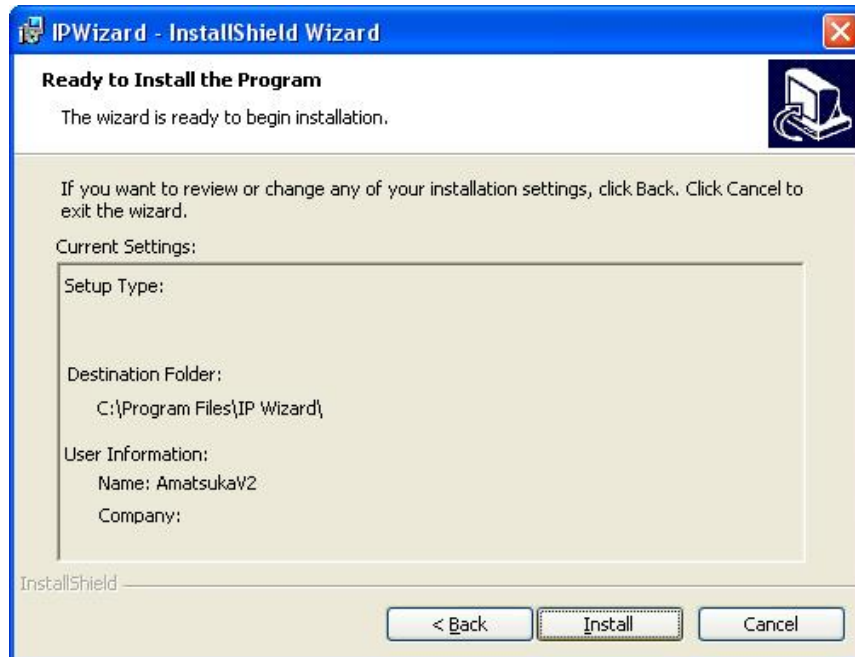 IPWizard - InstallShield Wizard
Ready to Install the Program
The wizard is ready to begin installation.
If you want to review or change any of your installation settings, click Back. Click Cancel to
exit the wizard.
Current Settings:
Setup Type:
Destination Folder:
C:\Program Files\IP Wizard\
User Information:
Name: AmatsukaV2
Company:
InstallShield
< Back
Install
Cancel